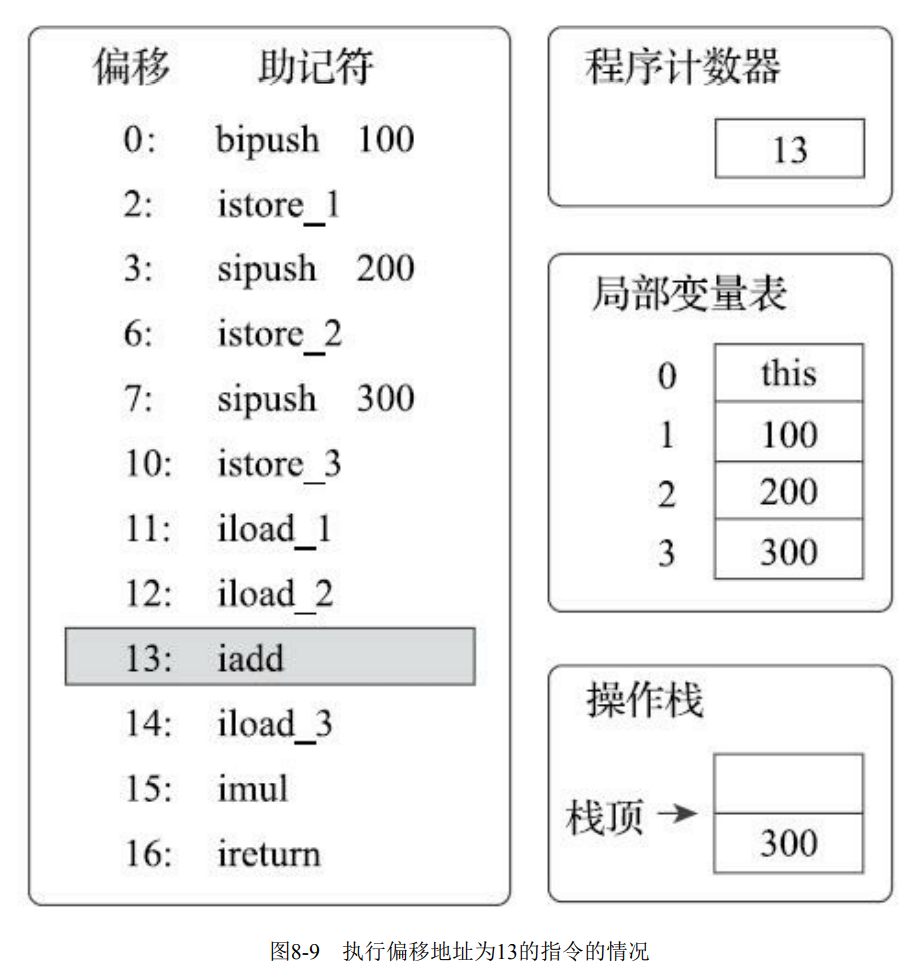 偏移 助记符
0: bipush 100
2: istore_1
3: sipush 200
6: istore_2
7: sipush 300
10: istore_3
11: iload_1
12: iload_2
13: iadd
14: iload_3
15: imul
16: ireturn
程序计数器
13
局部变量表
0 this
1 100
2 200
3 300
操作栈
栈顶
300
图8-9 执行偏移地址为13的指令的情况